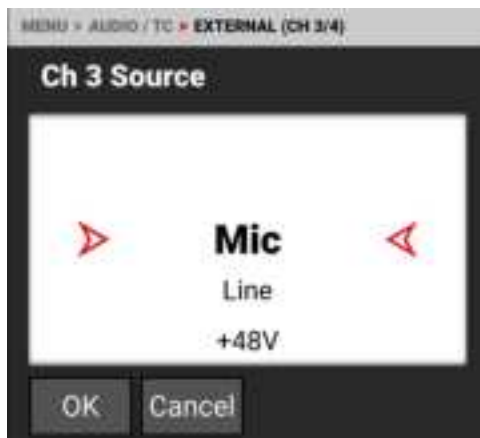 MENU > AUDIO / TC > EXTERNAL (CH 3/4)
Ch 3 Source
Mic
Line
+48V
OK Cancel